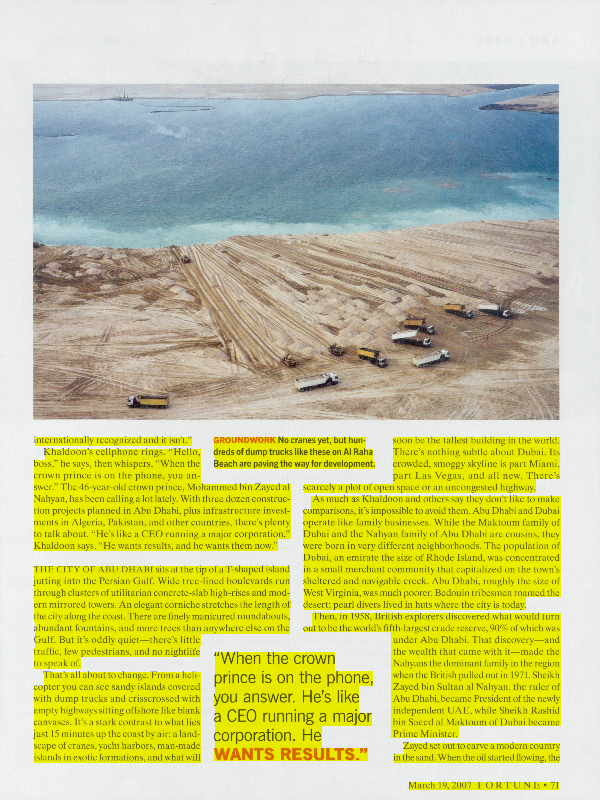 internationally recognized and it isn't."
Khaldoon's cellphone rings. "Hello,
boss," he says, then whispers, "When the
crown prince is on the phone, you an-
swer." The 46-year-old crown prince, Mohammed bin Zayed al
Nahyan, has been calling a lot lately. With three dozen construc-
tion projects planned in Abu Dhabi, plus infrastructure invest-
ments in Algeria, Pakistan, and other countries, there's plenty
to talk about. "He's like a CEO running a major corporation,"
Khaldoon says. "He wants results, and he wants them now."
THE CITY OF ABU DHABI sits at the tip of a T-shaped island
jutting into the Persian Gulf. Wide tree-lined boulevards run
through clusters of utilitarian concrete-slab high-rises and mod-
ern mirrored towers. An elegant corniche stretches the length of
the city along the coast. There are finely manicured roundabouts,
abundant fountains, and more trees than anywhere else on the
Gulf. But it's oddly quiet—there's little
traffic, few pedestrians, and no nightlife
to speak of.
That's all about to change. From a heli-
copter you can see sandy islands covered
with dump trucks and crisscrossed with
empty highways sitting offshore like blank
canvases. It's a stark contrast to what lies
just 15 minutes up the coast by air: a land-
scape of cranes, yacht harbors, man-made
islands in exotic formations, and what will
GROUNDWORK No cranes yet, but hun-
dreds of dump trucks like these on Al Raha
Beach are paving the way for development.
"When the crown
prince is on the phone,
you answer. He's like
a CEO running a major
corporation. He
WANTS RESULTS."
soon be the tallest building in the world.
There's nothing subtle about Dubai. Its
crowded, smoggy skyline is part Miami,
part Las Vegas, and all new. There's
scarcely a plot of open space or an uncongested highway.
As much as Khaldoon and others say they don't like to make
comparisons, it's impossible to avoid them. Abu Dhabi and Dubai
operate like family businesses. While the Maktoum family of
Dubai and the Nahyan family of Abu Dhabi are cousins, they
were born in very different neighborhoods. The population of
Dubai, an emirate the size of Rhode Island, was concentrated
in a small merchant community that capitalized on the town's
sheltered and navigable creek. Abu Dhabi, roughly the size of
West Virginia, was much poorer. Bedouin tribesmen roamed the
desert; pearl divers lived in huts where the city is today.
Then, in 1958, British explorers discovered what would turn
out to be the world's fifth-largest crude reserve, 90% of which was
under Abu Dhabi. That discovery—and
the wealth that came with it—made the
Nahyans the dominant family in the region
when the British pulled out in 1971. Sheikh
Zayed bin Sultan al Nahyan, the ruler of
Abu Dhabi, became President of the newly
independent UAE, while Sheikh Rashid
bin Saeed al Maktoum of Dubai became
Prime Minister.
Zayed set out to carve a modern country
in the sand. When the oil started flowing, the
March 19, 2007 FORTUNE • 71